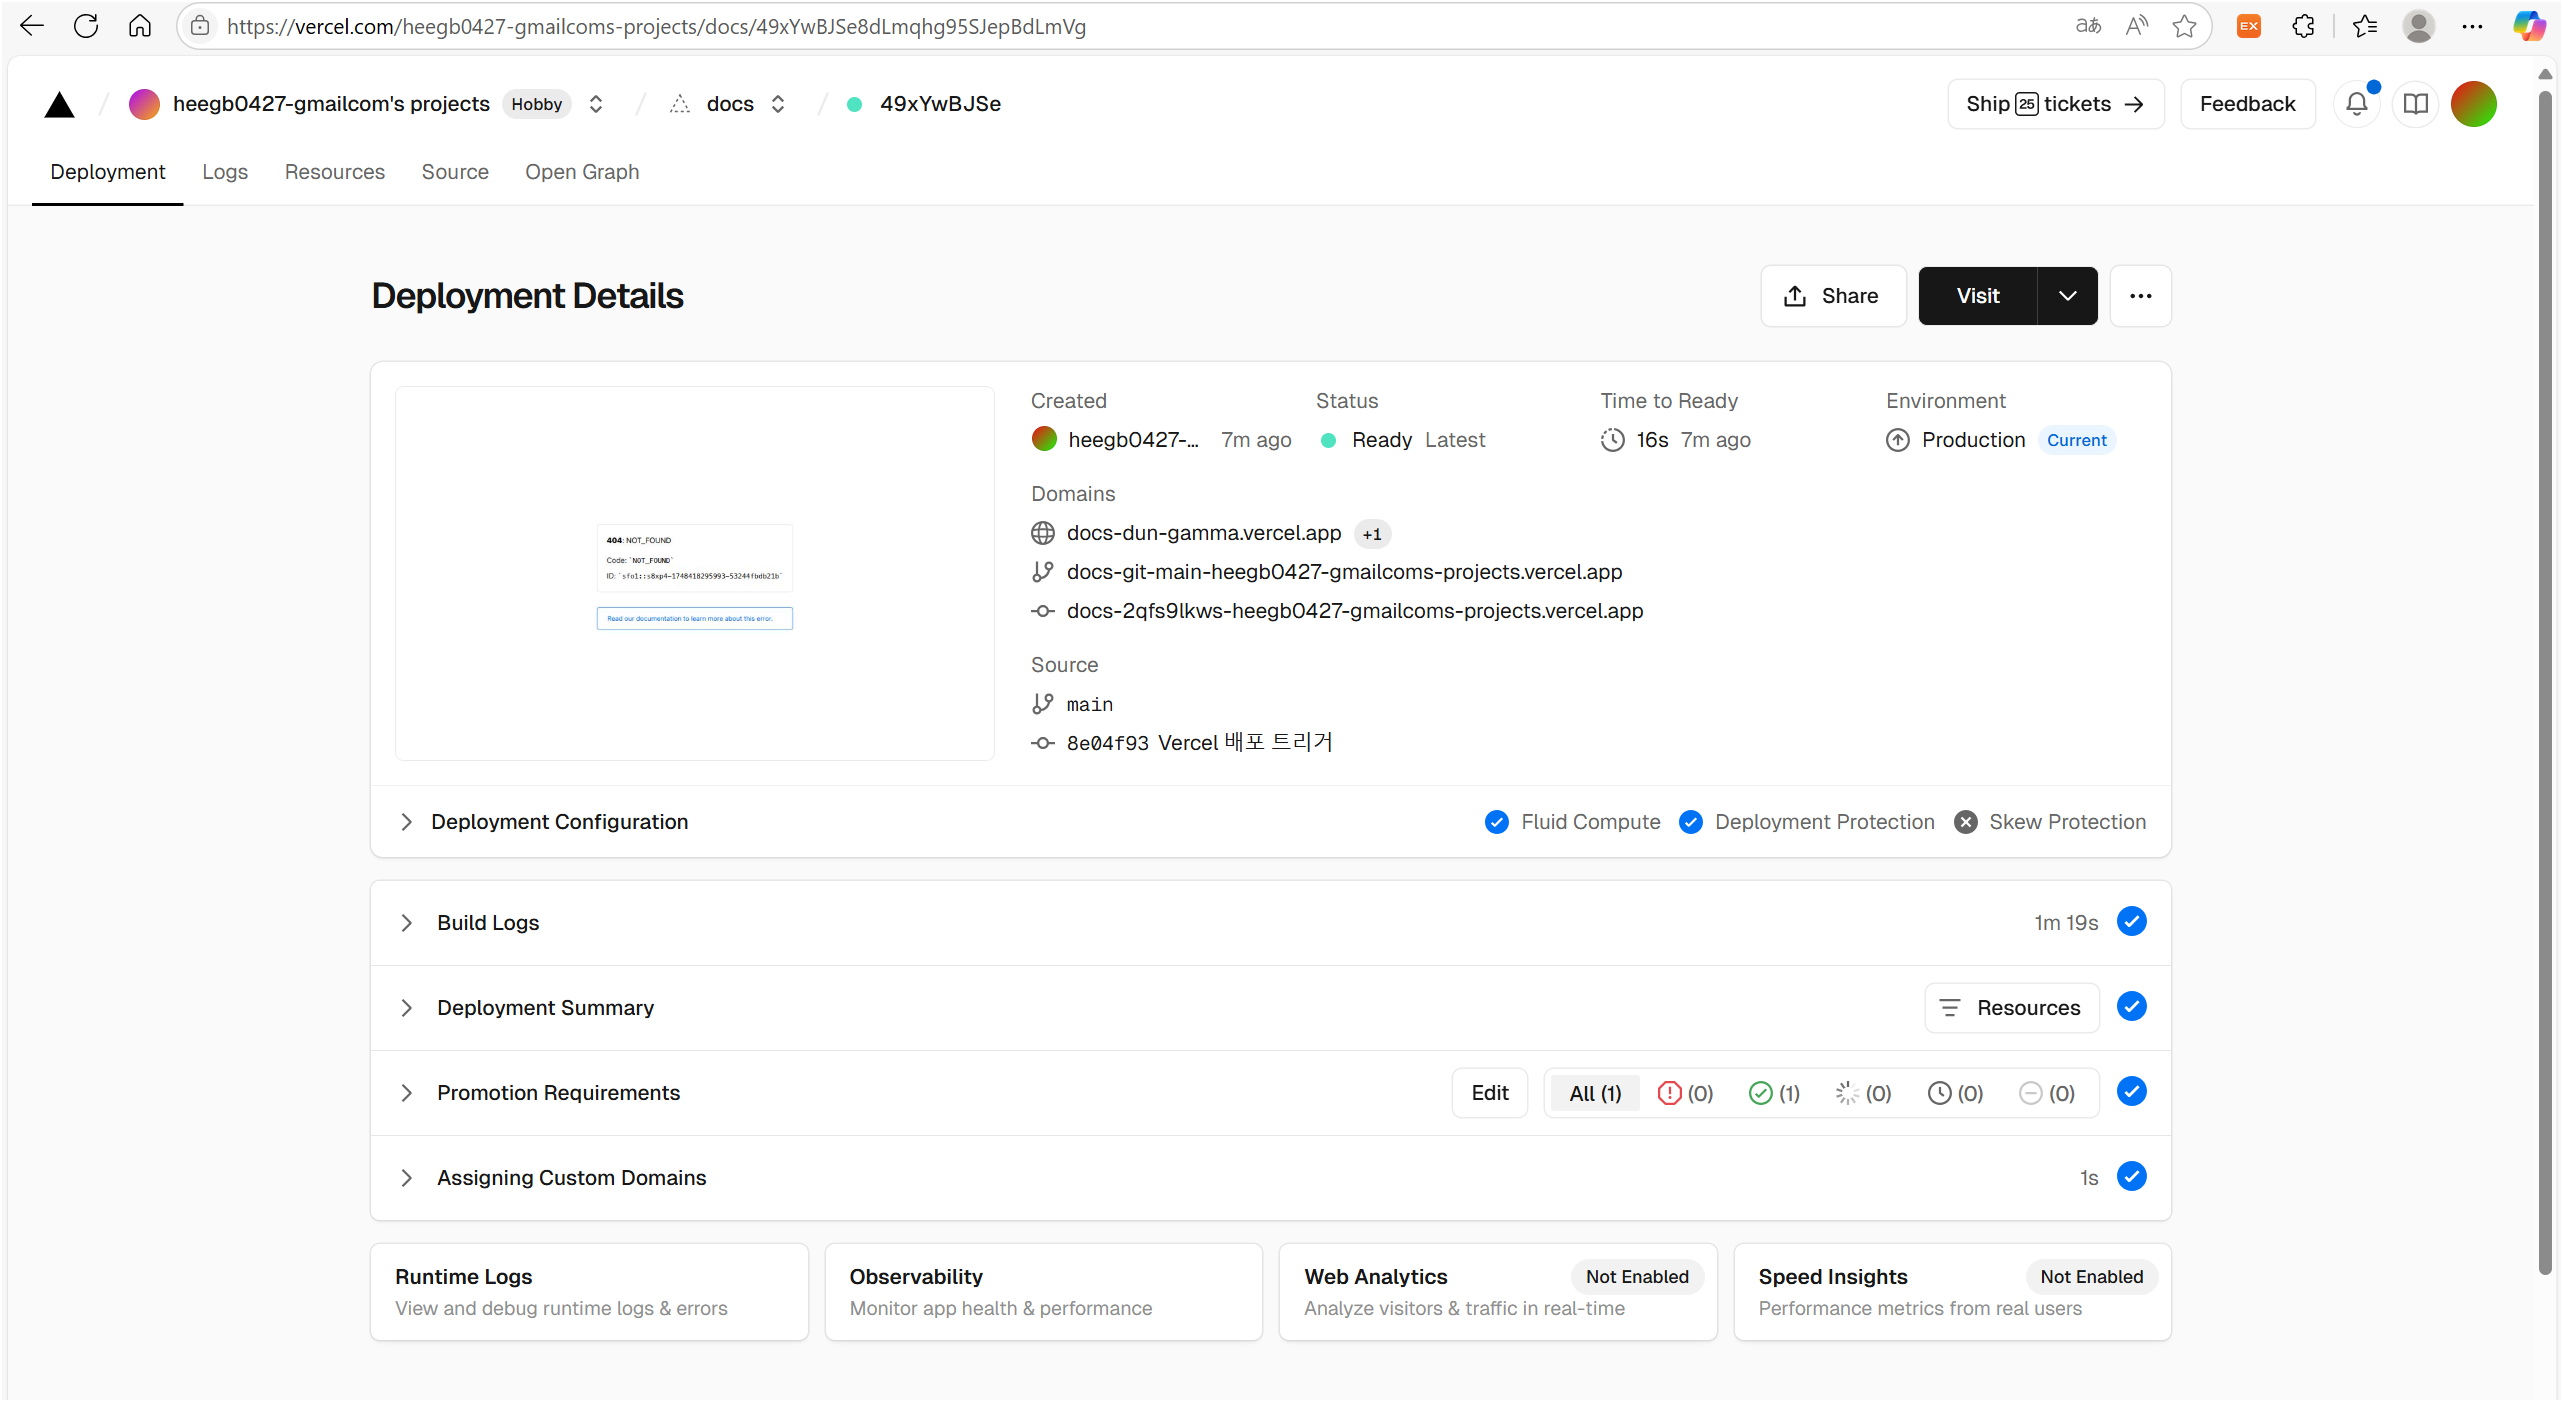 https://vercel.com/heegb0427-gmailcoms-projects/docs/49xYwBJSe8dLmqhg95SJepBdLmVg
heegb0427-gmailcom's projects Hobby docs 49xYwBJSe
Ship 25 tickets → Feedback
Deployment Logs Resources Source Open Graph
Deployment Details
Share Visit
Created Status Time to Ready Environment
heegb0427-... 7m ago Ready Latest 16s 7m ago Production Current
Domains
docs-dun-gamma.vercel.app +1
docs-git-main-heegb0427-gmailcoms-projects.vercel.app
docs-2qfs9lkws-heegb0427-gmailcoms-projects.vercel.app
Source
main
8e04f93 Vercel 배포 트리거
404: NOT_FOUND
Code: `NOT_FOUND`
ID: `sfo1::s8xp4-1748418295993-53244fbdb21b`
Read our documentation to learn more about this error.
Deployment Configuration Fluid Compute Deployment Protection Skew Protection
Build Logs 1m 19s
Deployment Summary Resources
Promotion Requirements Edit All (1) (0) (1) (0) (0) (0)
Assigning Custom Domains 1s
Runtime Logs
View and debug runtime logs & errors
Observability
Monitor app health & performance
Web Analytics Not Enabled
Analyze visitors & traffic in real-time
Speed Insights Not Enabled
Performance metrics from real users